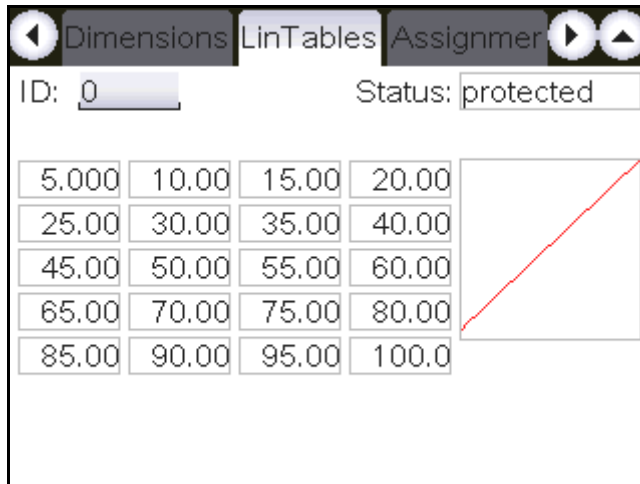 Dimensions LinTables Assignmer
ID: 0 Status: protected
5.000 10.00 15.00 20.00
25.00 30.00 35.00 40.00
45.00 50.00 55.00 60.00
65.00 70.00 75.00 80.00
85.00 90.00 95.00 100.0